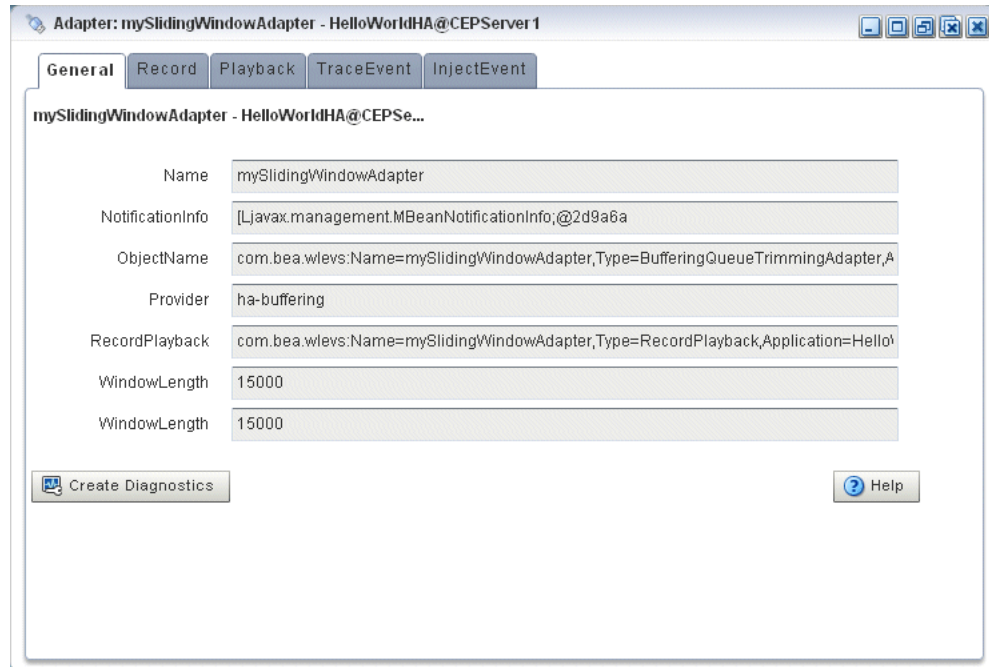 Adapter: mySlidingWindowAdapter - HelloWorldHA@CEPServer1
General Record Playback TraceEvent InjectEvent
mySlidingWindowAdapter - HelloWorldHA@CEPSe...
Name mySlidingWindowAdapter
NotificationInfo [Ljavax.management.MBeanNotificationInfo;@2d9a6a
ObjectName com.bea.wlevs:Name=mySlidingWindowAdapter,Type=BufferingQueueTrimmingAdapter,A
Provider ha-buffering
RecordPlayback com.bea.wlevs:Name=mySlidingWindowAdapter,Type=RecordPlayback,Application=Hello
WindowLength 15000
WindowLength 15000
Create Diagnostics Help